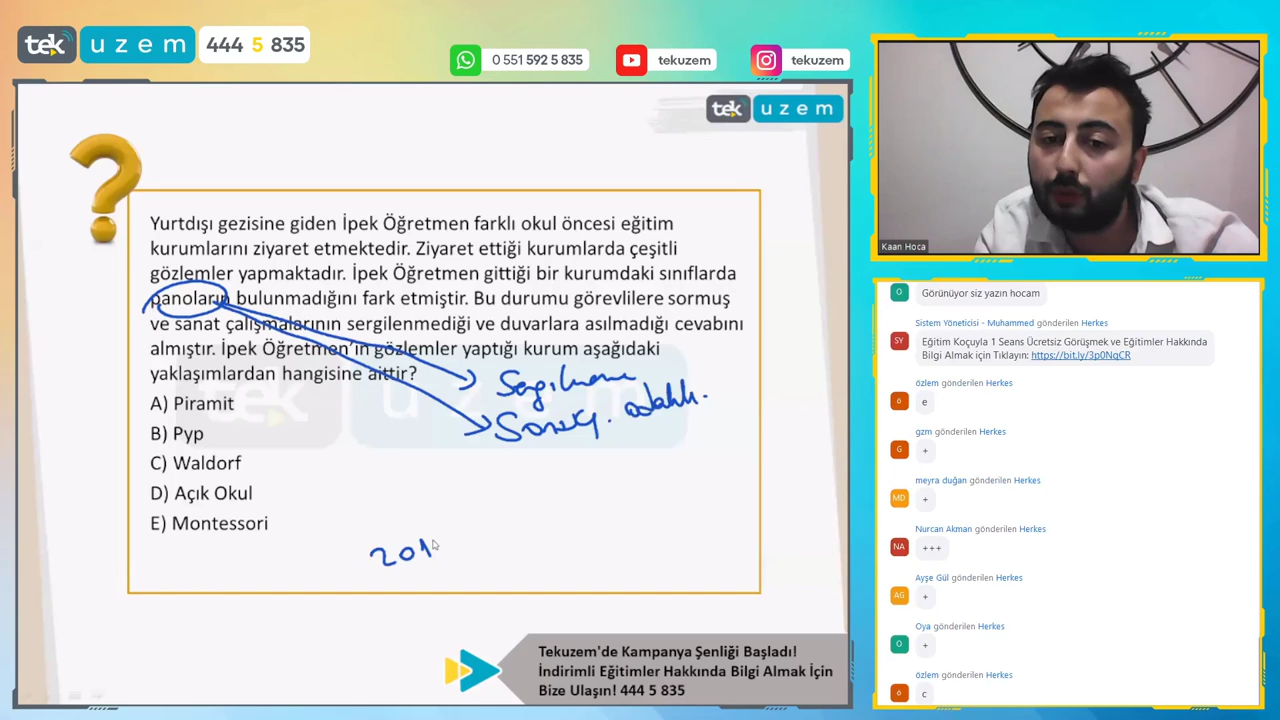 tek uzem 444 5 835
0 551 592 5 835
tekuzem
tekuzem
tek uzem
Yurtdışı gezisine giden İpek Öğretmen farklı okul öncesi eğitim
kurumlarını ziyaret etmektedir. Ziyaret ettiği kurumlarda çeşitli
gözlemler yapmaktadır. İpek Öğretmen gittiği bir kurumdaki sınıflarda
panoların bulunmadığını fark etmiştir. Bu durumu görevlilere sormuş
ve sanat çalışmalarının sergilenmediği ve duvarlara asılmadığı cevabını
almıştır. İpek Öğretmen'in gözlemler yaptığı kurum aşağıdaki
yaklaşımlardan hangisine aittir?
A) Piramit
B) Pyp
C) Waldorf
D) Açık Okul
E) Montessori
201
tek uzem
Tekuzem'de Kampanya Şenliği Başladı!
İndirimli Eğitimler Hakkında Bilgi Almak İçin
Bize Ulaşın! 444 5 835
Kaan Hoca
O
Görünüyor siz yazın hocam
Sistem Yöneticisi - Muhammed gönderilen Herkes
SY
Eğitim Koçuyla 1 Seans Ücretsiz Görüşmek ve Eğitimler Hakkında
Bilgi Almak için Tıklayın: https://bit.ly/3p0NqCR
özlem gönderilen Herkes
ö
e
gzm gönderilen Herkes
G
+
meyra duğan gönderilen Herkes
MD
+
Nurcan Akman gönderilen Herkes
NA
+++
Ayşe Gül gönderilen Herkes
AG
+
Oya gönderilen Herkes
O
+
özlem gönderilen Herkes
ö
c